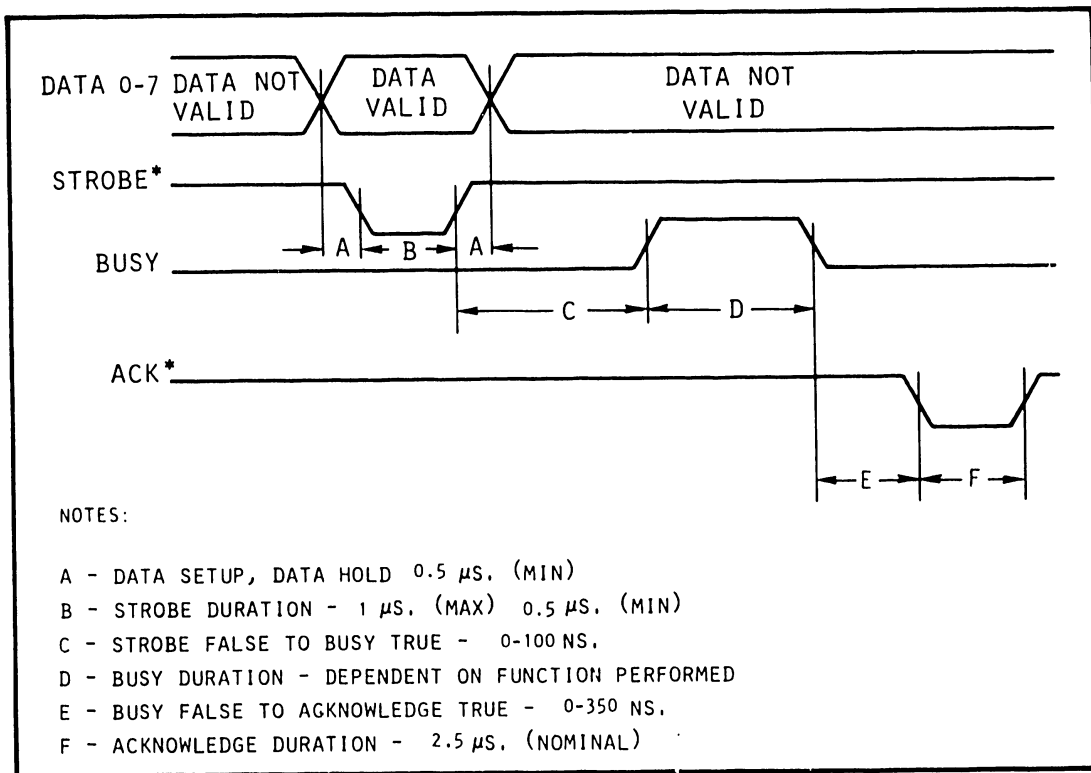 DATA 0-7 DATA NOT VALID DATA VALID DATA NOT VALID
STROBE*
A B A
BUSY
C D
ACK*
E F
NOTES:
A - DATA SETUP, DATA HOLD 0.5 µS. (MIN)
B - STROBE DURATION - 1 µS. (MAX) 0.5 µS. (MIN)
C - STROBE FALSE TO BUSY TRUE - 0-100 NS.
D - BUSY DURATION - DEPENDENT ON FUNCTION PERFORMED
E - BUSY FALSE TO AGKNOWLEDGE TRUE - 0-350 NS.
F - ACKNOWLEDGE DURATION - 2.5 µS. (NOMINAL)